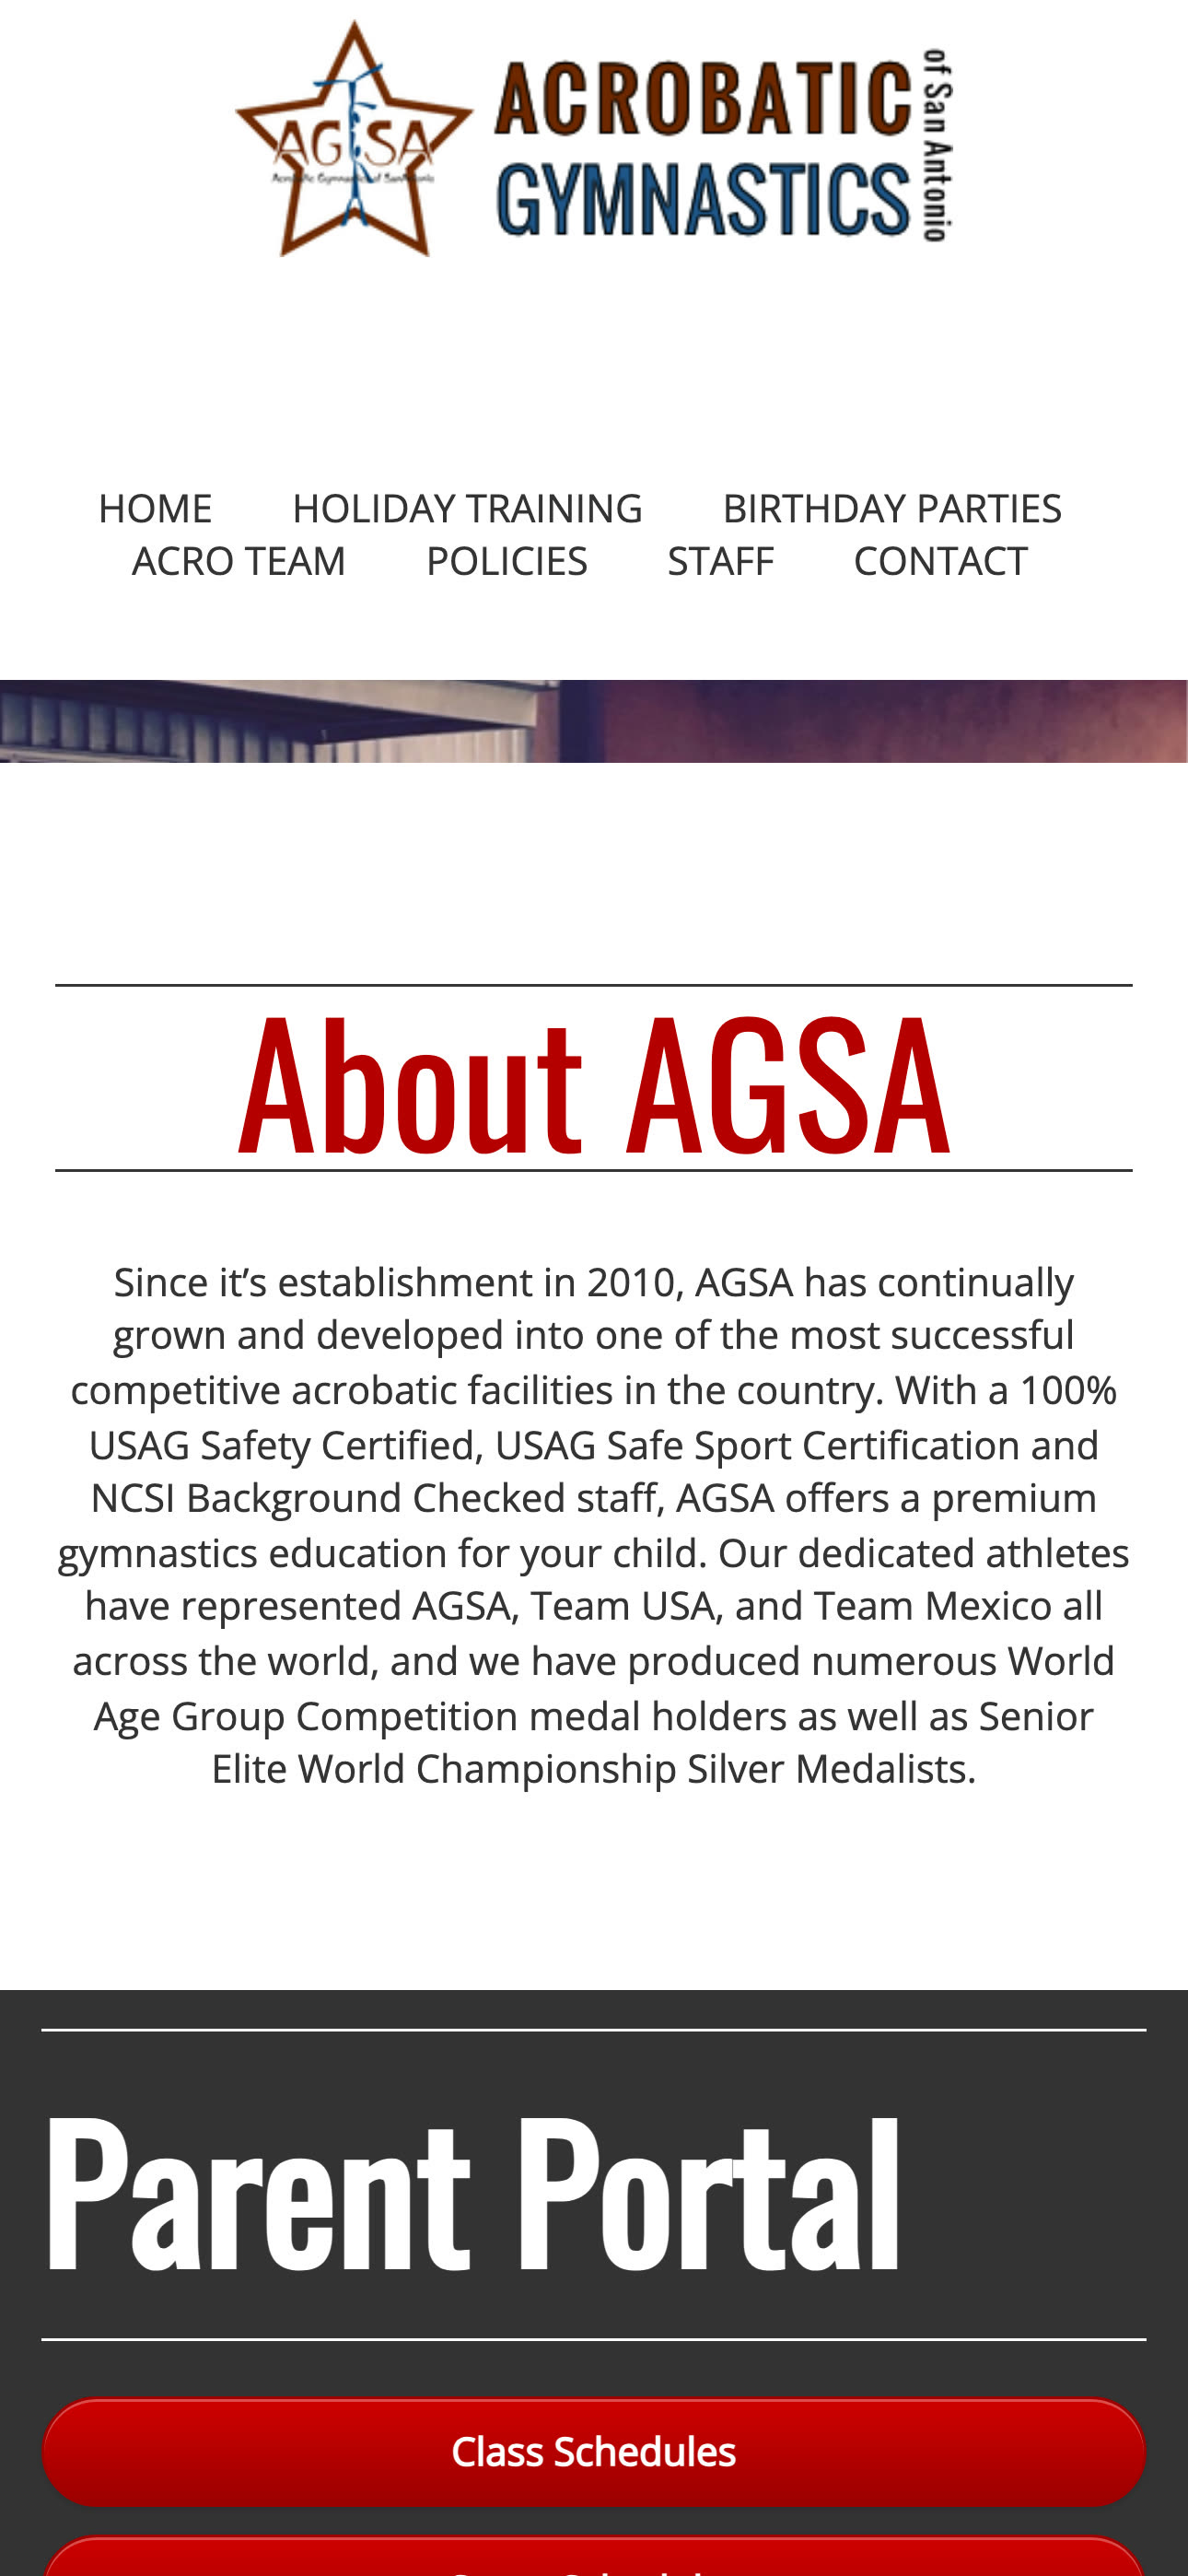 AGSA
Acrobatic Gymnastics of SanAntonio
ACROBATIC
GYMNASTICS
of San Antonio
HOME HOLIDAY TRAINING BIRTHDAY PARTIES
ACRO TEAM POLICIES STAFF CONTACT
About AGSA
Since it’s establishment in 2010, AGSA has continually
grown and developed into one of the most successful
competitive acrobatic facilities in the country. With a 100%
USAG Safety Certified, USAG Safe Sport Certification and
NCSI Background Checked staff, AGSA offers a premium
gymnastics education for your child. Our dedicated athletes
have represented AGSA, Team USA, and Team Mexico all
across the world, and we have produced numerous World
Age Group Competition medal holders as well as Senior
Elite World Championship Silver Medalists.
Parent Portal
Class Schedules